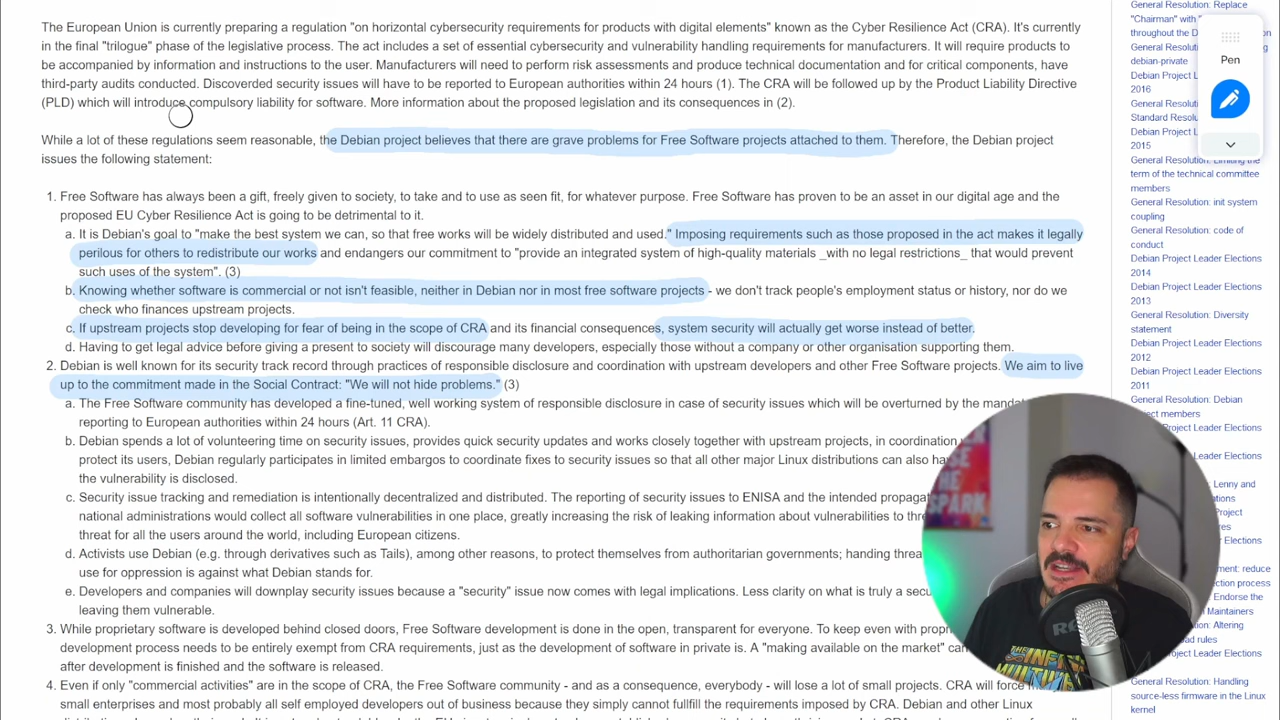 The European Union is currently preparing a regulation "on horizontal cybersecurity requirements for products with digital elements" known as the Cyber Resilience Act (CRA). It's currently
in the final "trilogue" phase of the legislative process. The act includes a set of essential cybersecurity and vulnerability handling requirements for manufacturers. It will require products to
be accompanied by information and instructions to the user. Manufacturers will need to perform risk assessments and produce technical documentation and for critical components, have
third-party audits conducted. Discovered security issues will have to be reported to European authorities within 24 hours (1). The CRA will be followed up by the Product Liability Directive
(PLD) which will introduce compulsory liability for software. More information about the proposed legislation and its consequences in (2).
While a lot of these regulations seem reasonable, the Debian project believes that there are grave problems for Free Software projects attached to them. Therefore, the Debian project
issues the following statement:
1. Free Software has always been a gift, freely given to society, to take and to use as seen fit, for whatever purpose. Free Software has proven to be an asset in our digital age and the
proposed EU Cyber Resilience Act is going to be detrimental to it.
a. It is Debian's goal to "make the best system we can, so that free works will be widely distributed and used." Imposing requirements such as those proposed in the act makes it legally
perilous for others to redistribute our works and endangers our commitment to "provide an integrated system of high-quality materials _with no legal restrictions_ that would prevent
such uses of the system". (3)
b. Knowing whether software is commercial or not isn't feasible, neither in Debian nor in most free software projects - we don't track people's employment status or history, nor do we
check who finances upstream projects.
c. If upstream projects stop developing for fear of being in the scope of CRA and its financial consequences, system security will actually get worse instead of better.
d. Having to get legal advice before giving a present to society will discourage many developers, especially those without a company or other organisation supporting them.
2. Debian is well known for its security track record through practices of responsible disclosure and coordination with upstream developers and other Free Software projects. We aim to live
up to the commitment made in the Social Contract: "We will not hide problems." (3)
a. The Free Software community has developed a fine-tuned, well working system of responsible disclosure in case of security issues which will be overturned by the
reporting to European authorities within 24 hours (Art. 11 CRA).
b. Debian spends a lot of volunteering time on security issues, provides quick security updates and works closely together with upstream projects, in coordination
protect its users, Debian regularly participates in limited embargos to coordinate fixes to security issues so that all other major Linux distributions can also
the vulnerability is disclosed.
c. Security issue tracking and remediation is intentionally decentralized and distributed. The reporting of security issues to ENISA and the intended
national administrations would collect all software vulnerabilities in one place, greatly increasing the risk of leaking information about vulnerabilities to
threat for all the users around the world, including European citizens.
d. Activists use Debian (e.g. through derivatives such as Tails), among other reasons, to protect themselves from authoritarian governments; handing
use for oppression is against what Debian stands for.
e. Developers and companies will downplay security issues because a "security" issue now comes with legal implications. Less clarity on what is truly a
leaving them vulnerable.
3. While proprietary software is developed behind closed doors, Free Software development is done in the open, transparent for everyone. To keep even with
development process needs to be entirely exempt from CRA requirements, just as the development of software in private is. A "making available on the market"
after development is finished and the software is released.
4. Even if only "commercial activities" are in the scope of CRA, the Free Software community - and as a consequence, everybody - will lose a lot of small projects. CRA will force
small enterprises and most probably all self employed developers out of business because they simply cannot fullfill the requirements imposed by CRA. Debian and other Linux
General Resolution: Replace
"Chairman" with
throughout the
General
debian-private
Debian Project
2016
General
Standard
Debian Project
2015
General Resolution: Limiting the
term of the technical committee
members
General Resolution: init system
coupling
General Resolution: code of
conduct
Debian Project Leader Elections
2014
Debian Project Leader Elections
2013
General Resolution: Diversity
statement
Debian Project Leader Elections
2012
Debian Project Leader Elections
2011
General Resolution: Debian
members
Leader Elections
Leader Elections
Lenny and
Project
Elections
reduce
process
Endorse the
Maintainers
Altering
rules
Leader Elections
General Resolution: Handling
source-less firmware in the Linux
kernel
Pen
THE SPARK